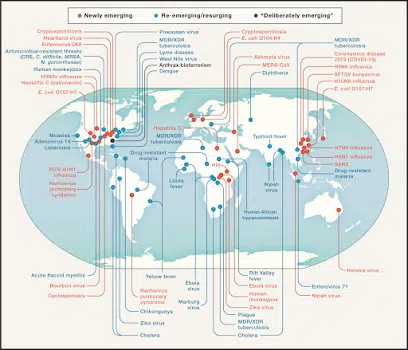 Newly emerging
Re-emerging/resurging
"Deliberately emerging"
Cryptosporidiosis
Heartland virus
Enterovirus D68
Antimicrobial-resistant threats
(CRE, C. difficile, MRSA,
N. gonorrhoeae)
Human monkeypox
H3N2v influenza
Hepatitis C
E. coli O157:H7
Powassan virus
MDR/XDR
tuberculosis
Lyme disease
West Nile virus
Anthrax bioterrorism
Dengue
Cryptosporidiosis
E. coli O104:H4
Akhmeta virus
MERS-CoV
Diphtheria
MDR/XDR
tuberculosis
Coronavirus disease
2019 (COVID-19)
H5N6 influenza
SFTSV bunyavirus
H10N8 influenza
E. coli O157:H7
Measles
Adenovirus 14
Listeriosis
2009 H1N1
influenza
Hantavirus
pulmonary
syndrome
Hepatitis C
MDR/XDR
tuberculosis
Drug-resistant
malaria
Lassa
fever
HIV
Typhoid fever
Nipah
virus
Human African
trypanosomiasis
H7N9 influenza
H5N1 influenza
SARS
Drug-resistant
malaria
Acute flaccid myelitis
Bourbon virus
Cyclosporiasis
Yellow fever
Hantavirus
pulmonary
syndrome
Chikungunya
Zika virus
Cholera
Ebola
virus
Marburg
virus
Rift Valley
fever
Ebola virus
Human
monkeypox
Zika virus
Plague
MDR/XDR
tuberculosis
Cholera
Hendra virus
Enterovirus 71
Nipah virus